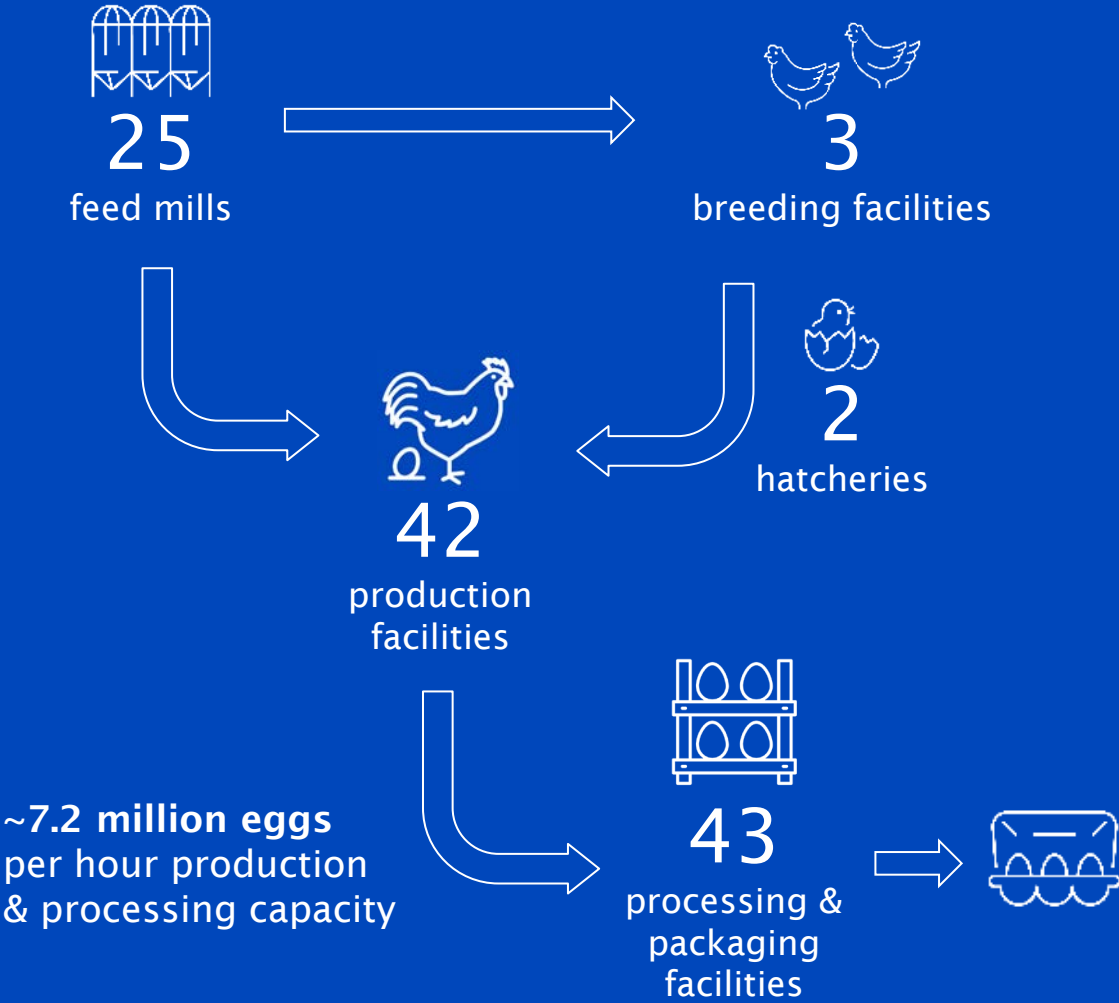 25
feed mills
3
breeding facilities
2
hatcheries
42
production
facilities
~7.2 million eggs
per hour production
& processing capacity
43
processing &
packaging
facilities